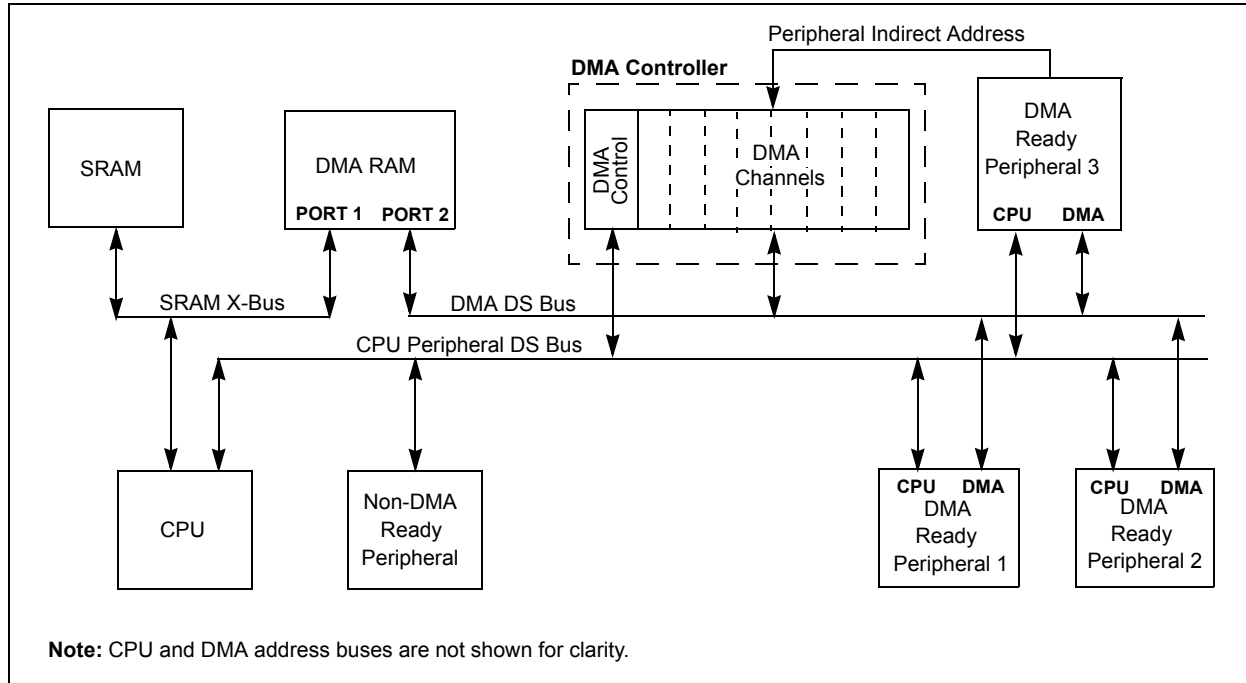 Peripheral Indirect Address
DMA Controller
SRAM
DMA RAM
PORT 1 PORT 2
DMA
Control
DMA
Channels
DMA
Ready
Peripheral 3
CPU DMA
SRAM X-Bus
DMA DS Bus
CPU Peripheral DS Bus
CPU
Non-DMA
Ready
Peripheral
CPU DMA
DMA
Ready
Peripheral 1
CPU DMA
DMA
Ready
Peripheral 2
Note: CPU and DMA address buses are not shown for clarity.